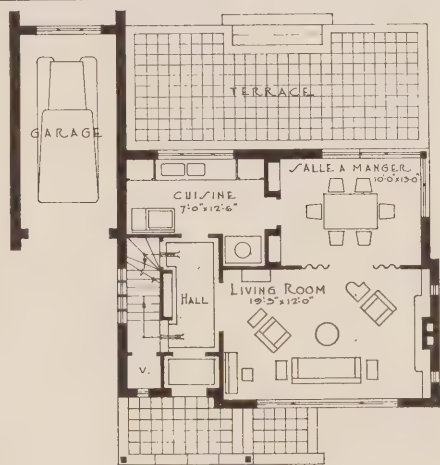 TERRACE
GARAGE
SALLE A MANGER
10'-0"x13'-0"
CUISINE
7'-0"x12'-6"
HALL
LIVING ROOM
19'-9"x12'-0"
V.